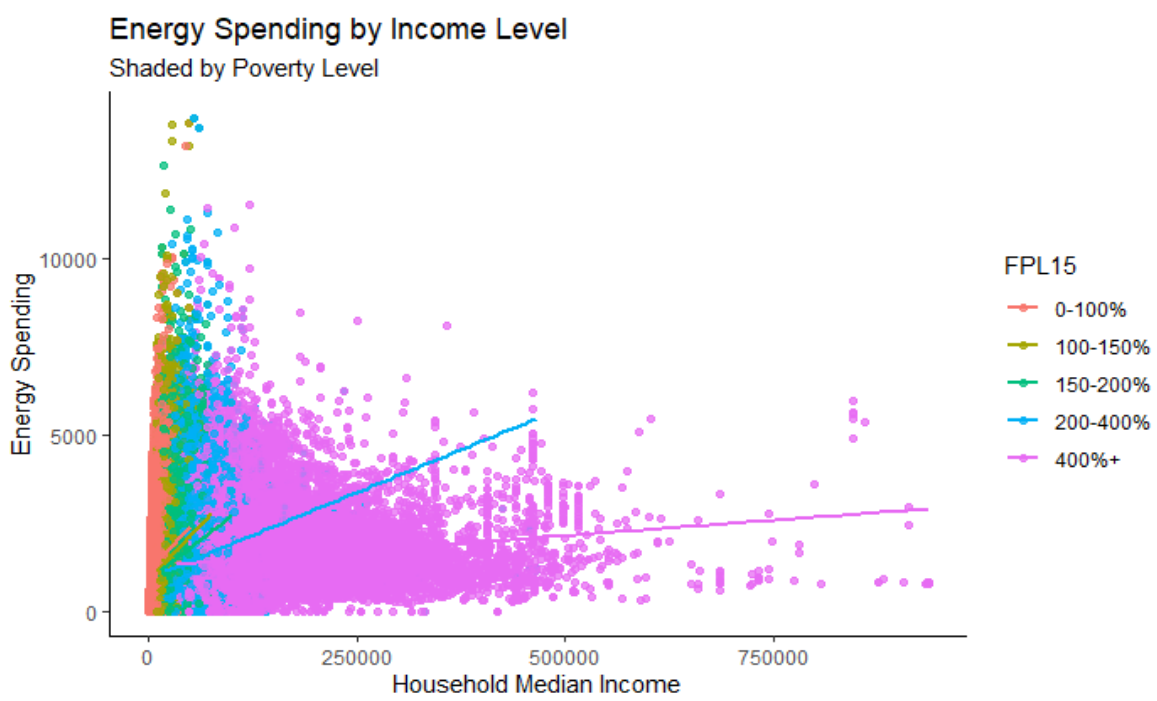 Energy Spending by Income Level
Shaded by Poverty Level
10000
5000
0
Energy Spending
0 250000 500000 750000
Household Median Income
FPL15
0-100%
100-150%
150-200%
200-400%
400%+